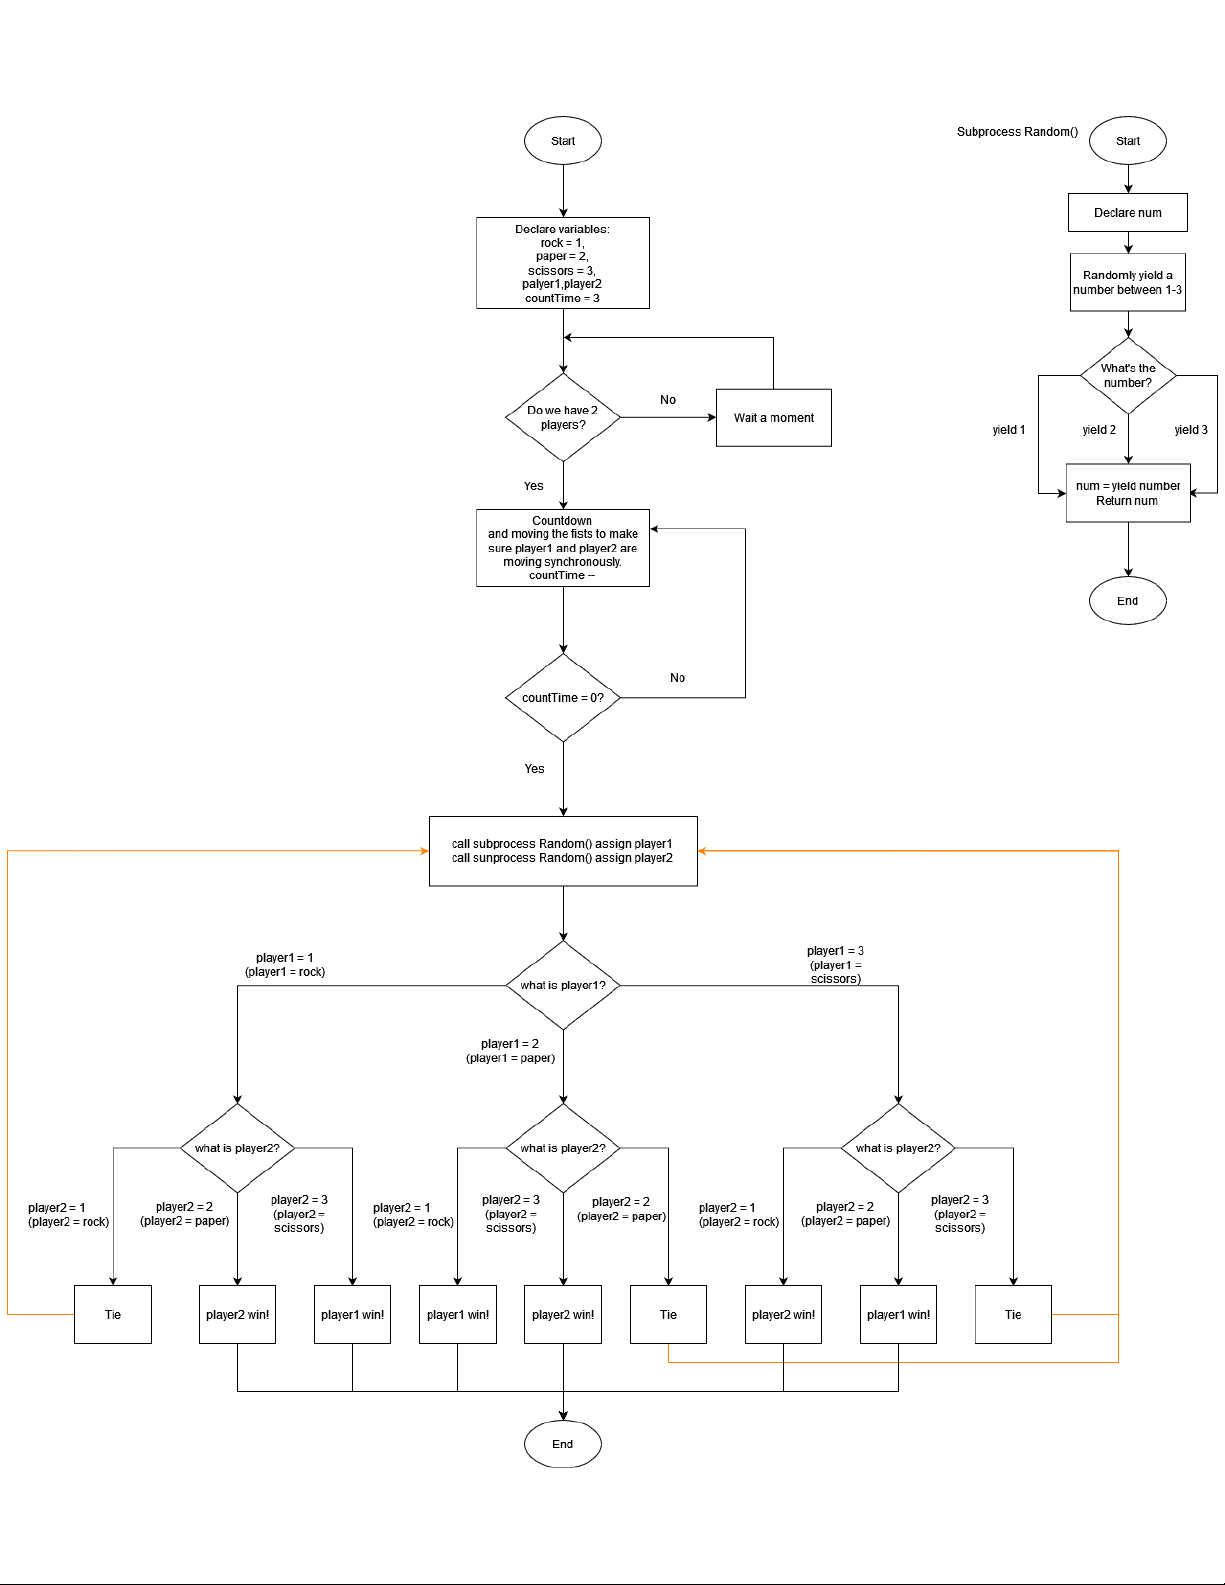 Start
Declare variables:
rock = 1,
paper = 2,
scissors = 3,
palyer1,player2
countTime = 3
Do we have 2
players?
No
Wait a moment
Yes
Countdown
and moving the fists to make
sure player1 and player2 are
moving synchronously.
countTime --
countTime = 0?
No
Yes
call subprocess Random() assign player1
call sunprocess Random() assign player2
what is player1?
player1 = 1
(player1 = rock)
player1 = 2
(player1 = paper)
player1 = 3
(player1 =
scissors)
what is player2?
player2 = 1
(player2 = rock)
player2 = 2
(player2 = paper)
player2 = 3
(player2 =
scissors)
what is player2?
player2 = 1
(player2 = rock)
player2 = 3
(player2 =
scissors)
player2 = 2
(player2 = paper)
what is player2?
player2 = 1
(player2 = rock)
player2 = 2
(player2 = paper)
player2 = 3
(player2 =
scissors)
Tie
player2 win!
player1 win!
player1 win!
player2 win!
Tie
player2 win!
player1 win!
Tie
End
Subprocess Random()
Start
Declare num
Randomly yield a
number between 1-3
What's the
number?
yield 1
yield 2
yield 3
num = yield number
Return num
End